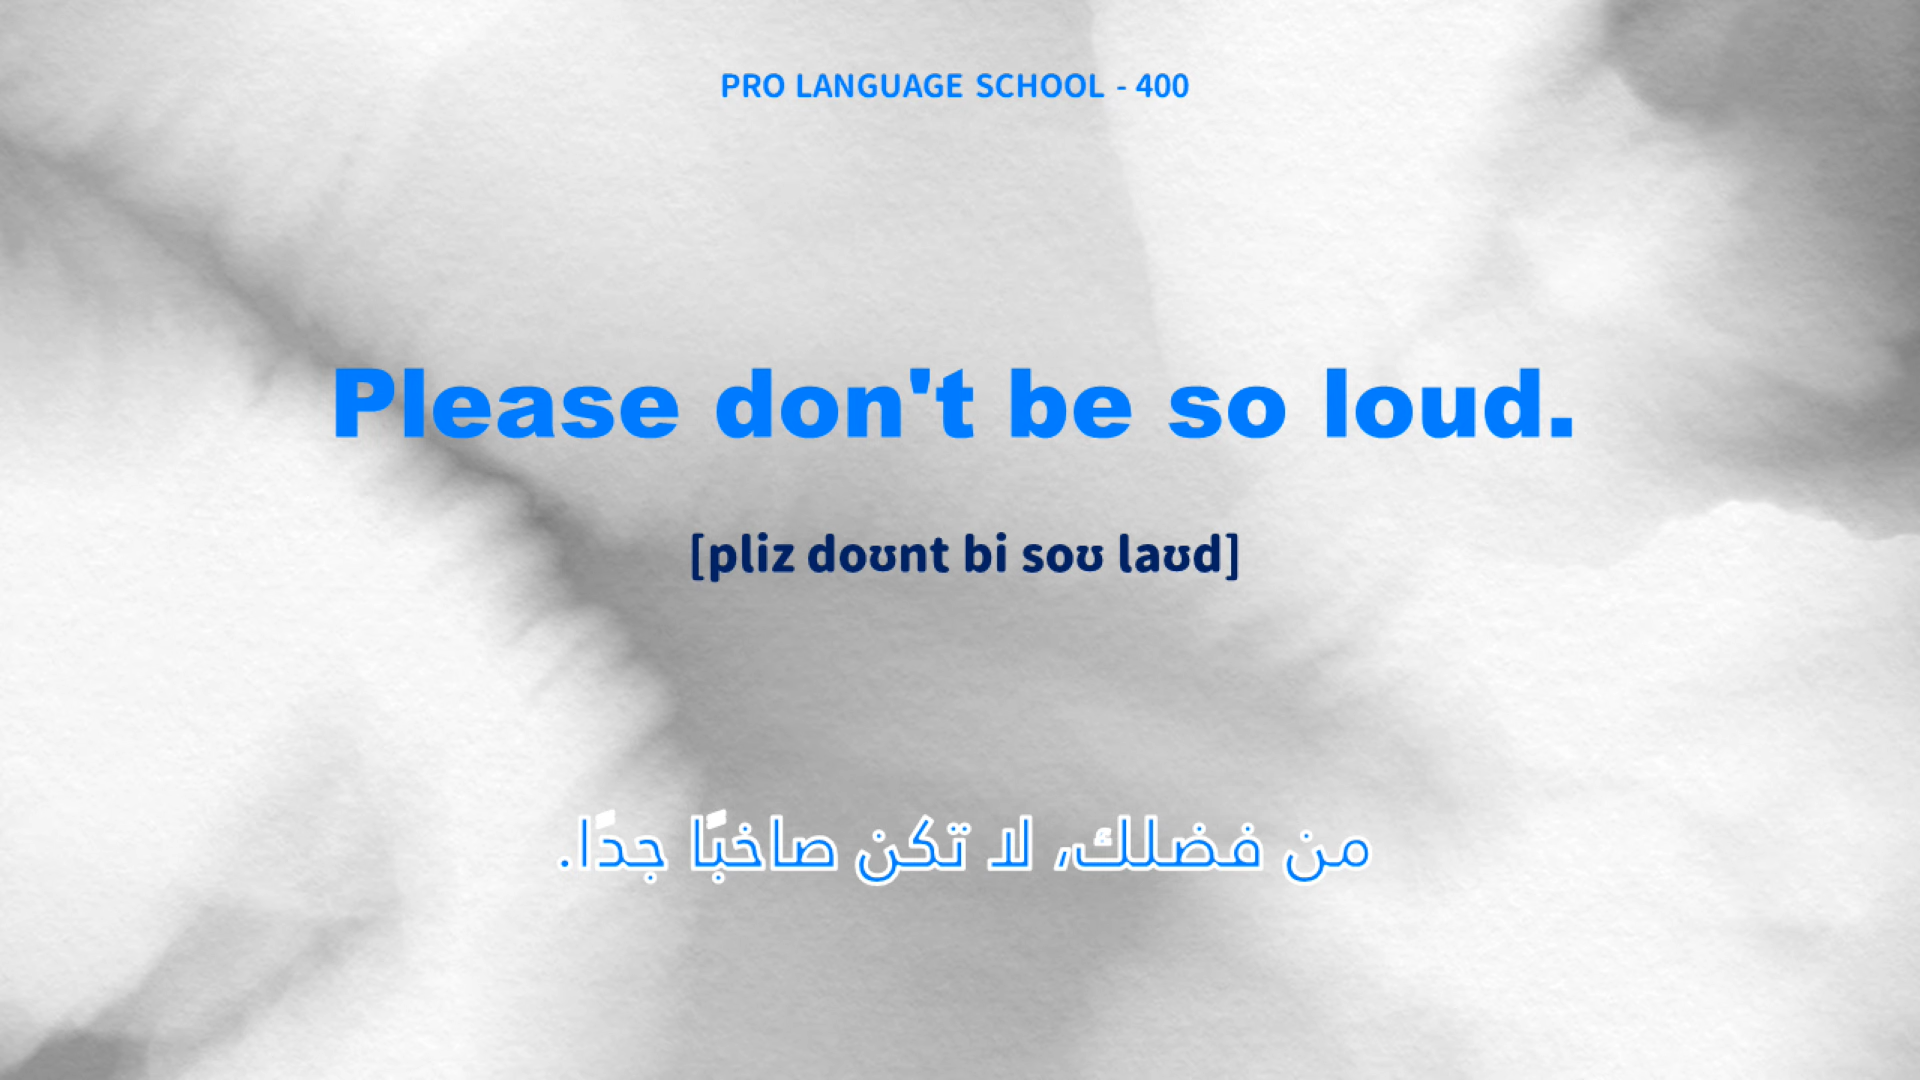 PRO LANGUAGE SCHOOL - 400
Please don't be so loud.
[pliz doʊnt bi soʊ laʊd]
من فضلك، لا تكن صاخبًا جدًا.